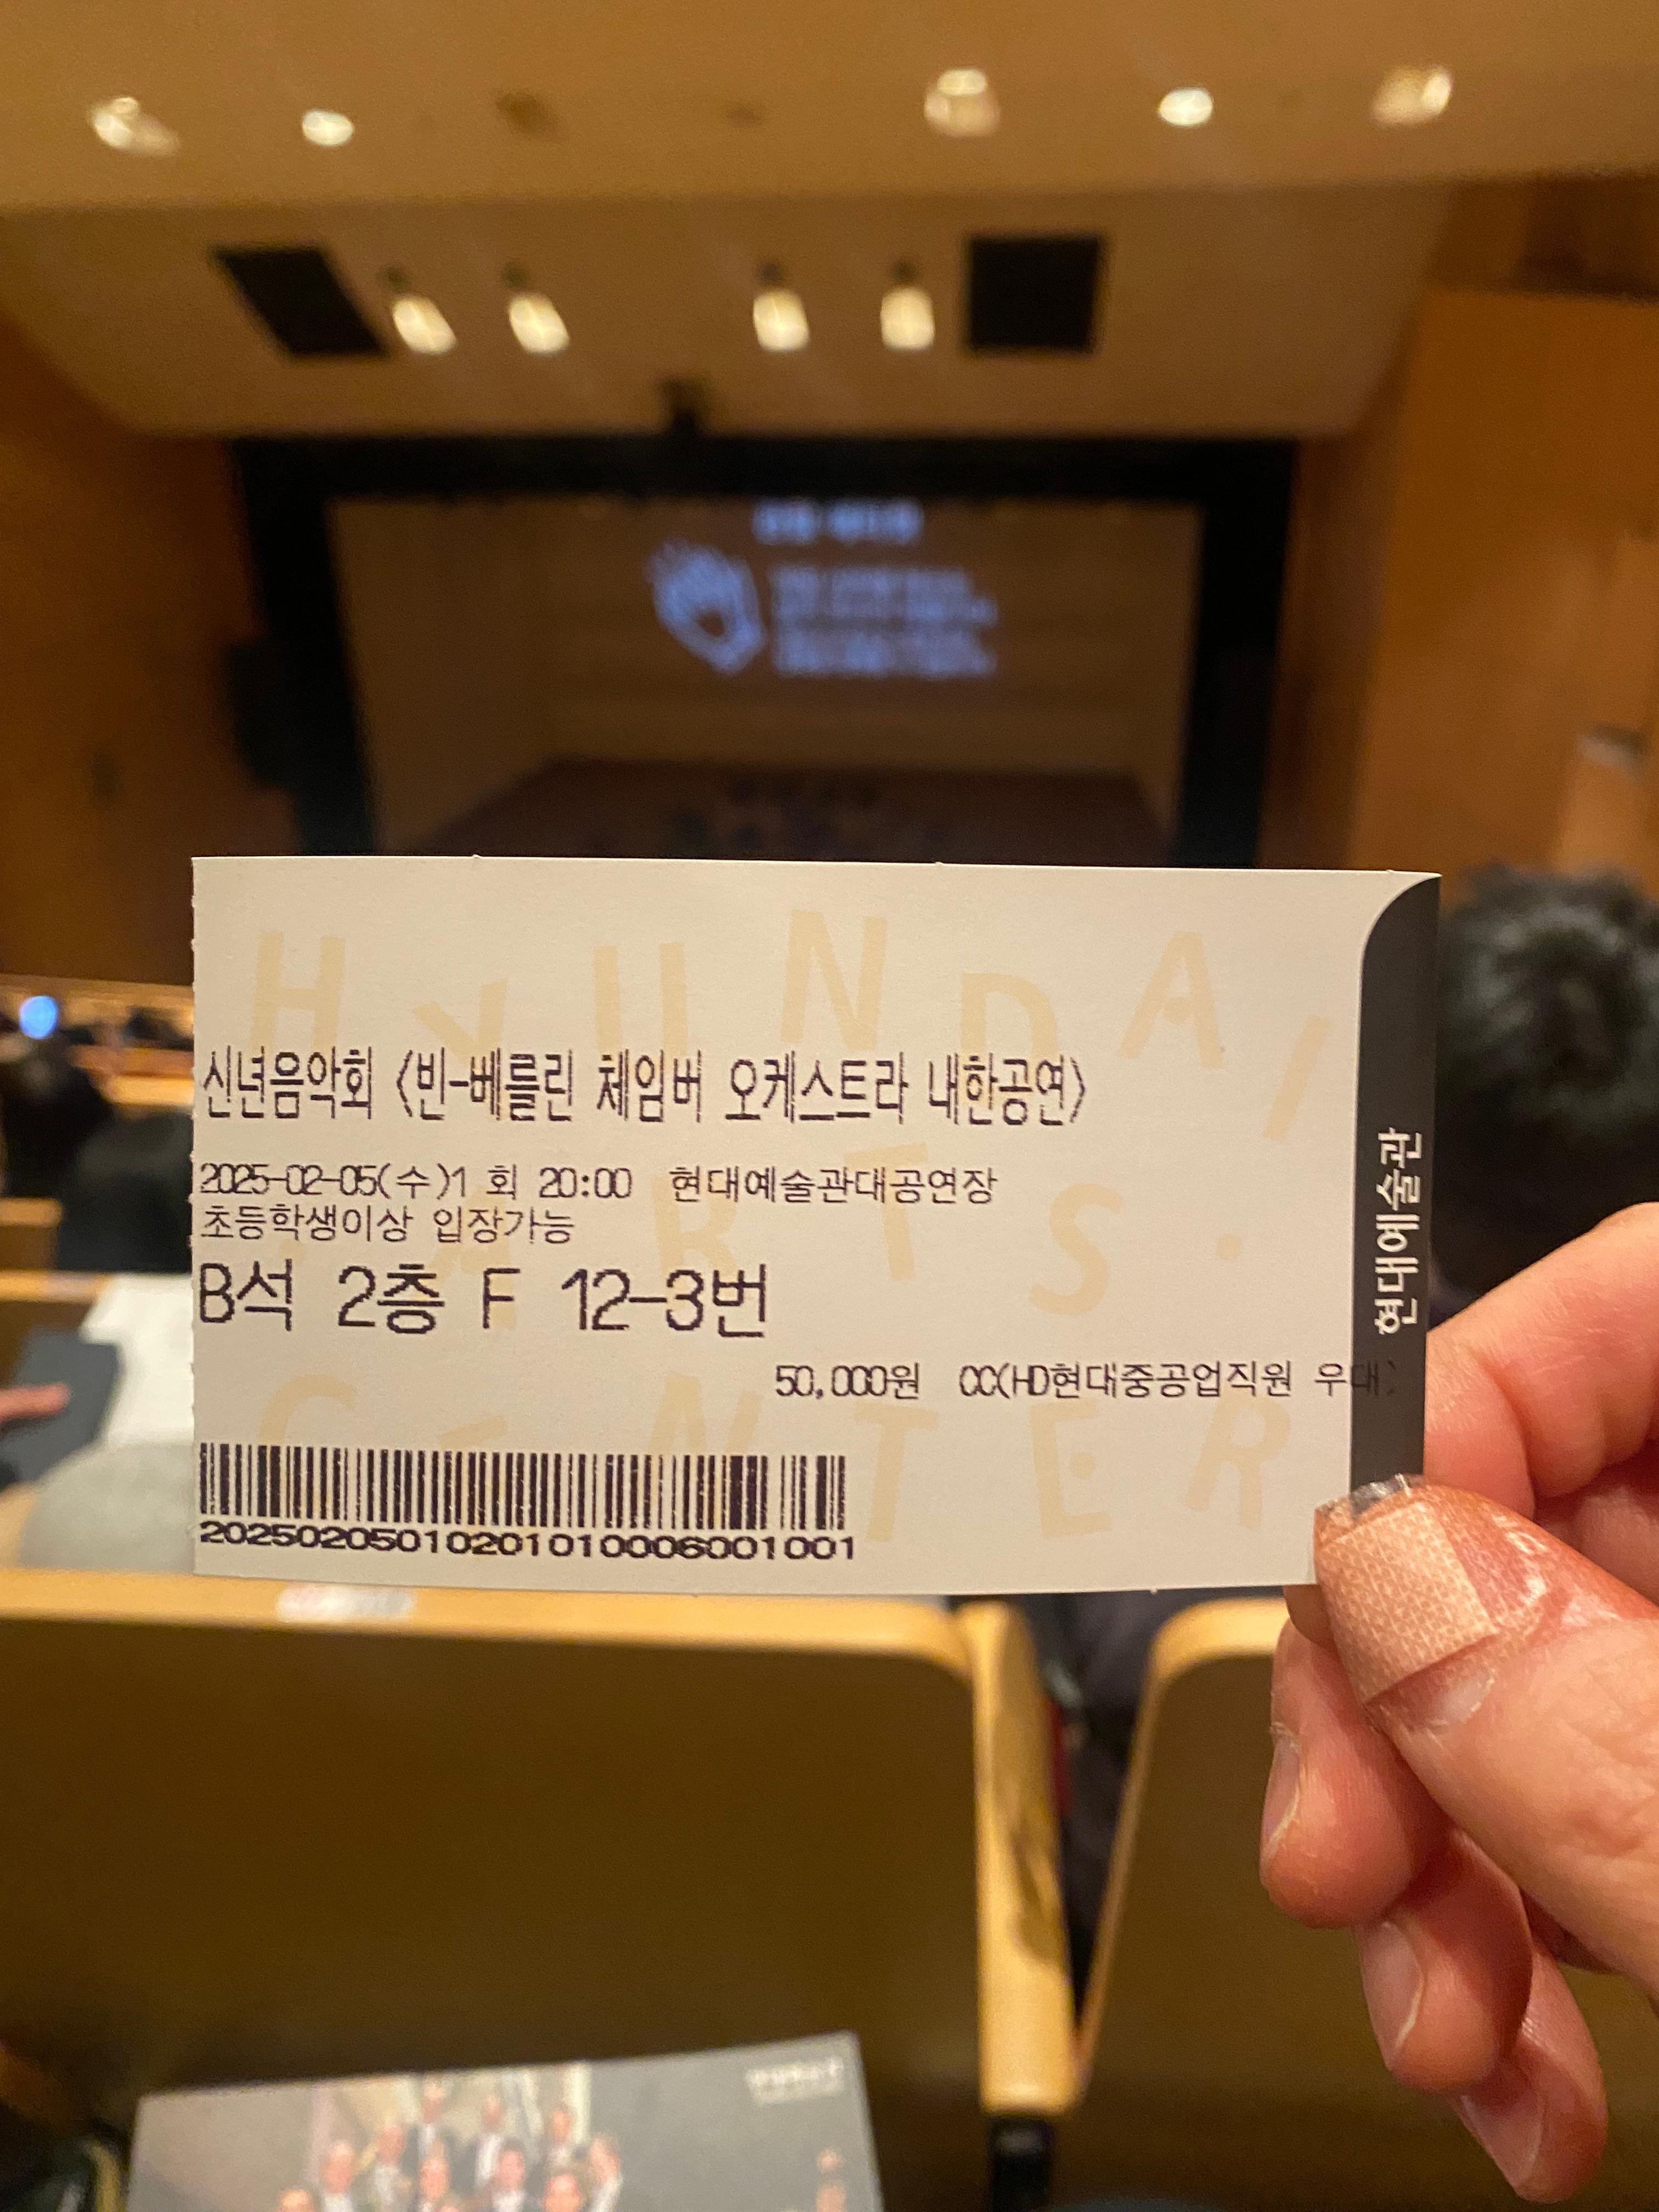 HYUNDAI
ARTS
CENTER
신년음악회 〈빈-베를린 체임버 오케스트라 내한공연〉
2025-02-05(수)1 회 20:00 현대예술관대공연장
초등학생이상 입장가능
B석 2층 F 12-3번
50,000원 CC(HD현대중공업직원 우대)
20250205010201010006001001
현대예술관